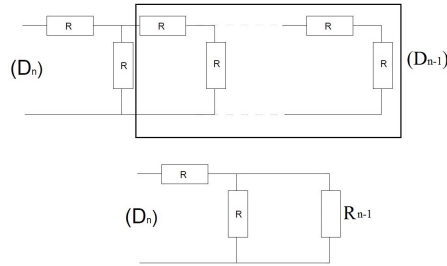 R R
R R R
(Dₙ) (Dₙ₋₁)
R
(Dₙ) R Rₙ₋₁